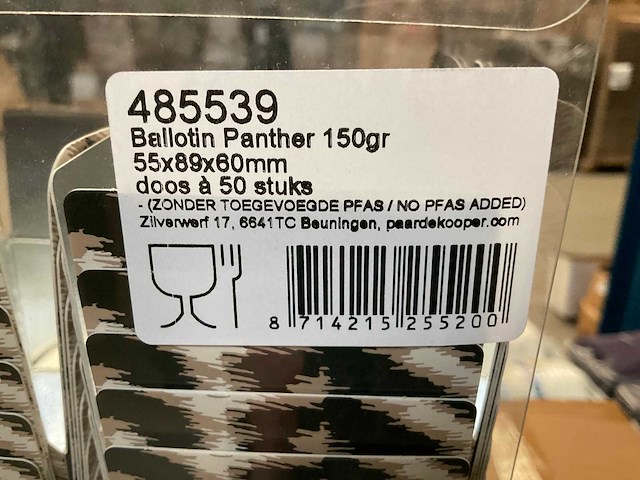 485539
Ballotin Panther 150gr
55x89x60mm
doos à 50 stuks
- (ZONDER TOEGEVOEGDE PFAS / NO PFAS ADDED)
Zilverwerf 17, 6641TC Beuningen, paardekooper.com
8 714215 255200